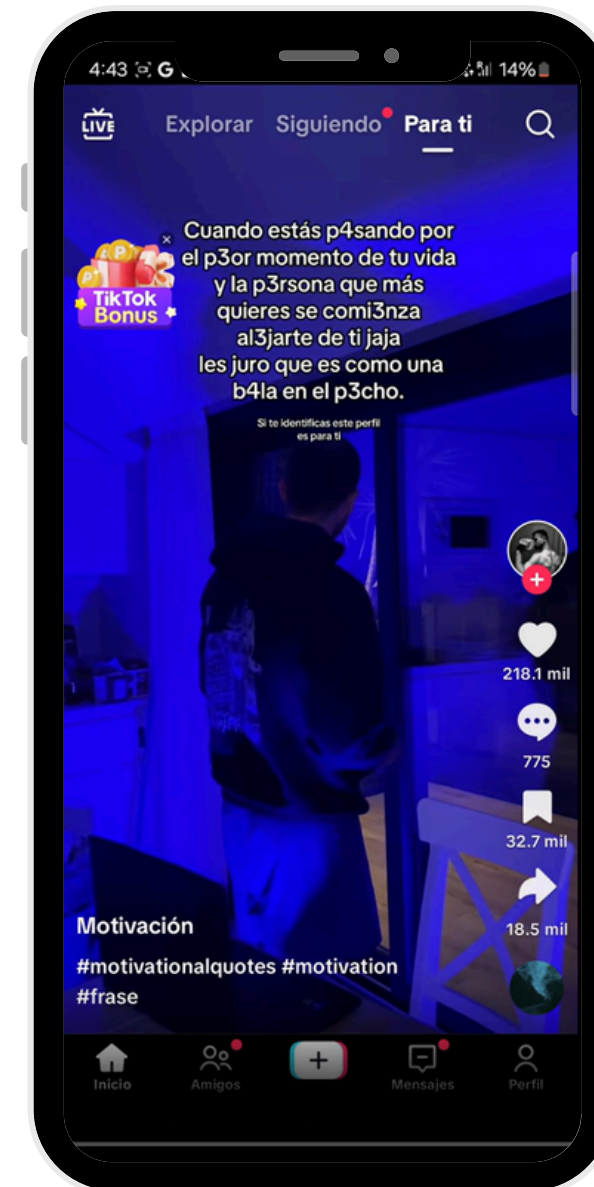 4:43 G 14%
LIVE
Explorar Siguiendo Para ti
Cuando estás p4sando por
el p3or momento de tu vida
y la p3rsona que más
quieres se comi3nza
al3jarte de ti jaja
les juro que es como una
b4la en el p3cho.
Si te identificas este perfil
es para ti
TikTok
Bonus
218.1 mil
775
32.7 mil
18.5 mil
Motivación
#motivationalquotes #motivation
#frase
Inicio Amigos Mensajes Perfil